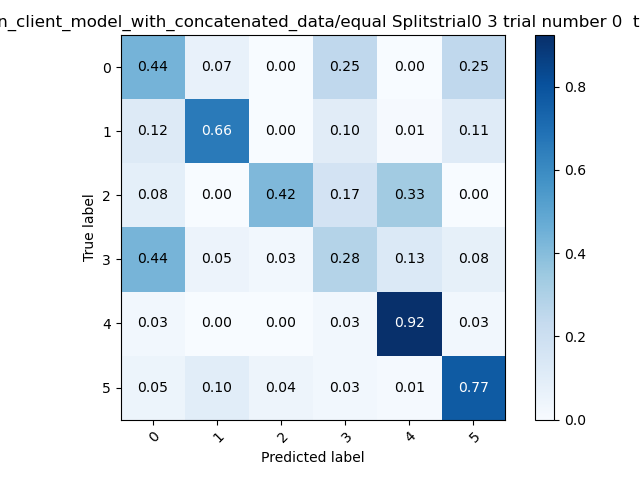 n_client_model_with_concatenated_data/equal Splitstrial0 3 trial number 0 t
0 0.44 0.07 0.00 0.25 0.00 0.25
1 0.12 0.66 0.00 0.10 0.01 0.11
2 0.08 0.00 0.42 0.17 0.33 0.00
3 0.44 0.05 0.03 0.28 0.13 0.08
4 0.03 0.00 0.00 0.03 0.92 0.03
5 0.05 0.10 0.04 0.03 0.01 0.77
True label
0 1 2 3 4 5
Predicted label
0.8
0.6
0.4
0.2
0.0